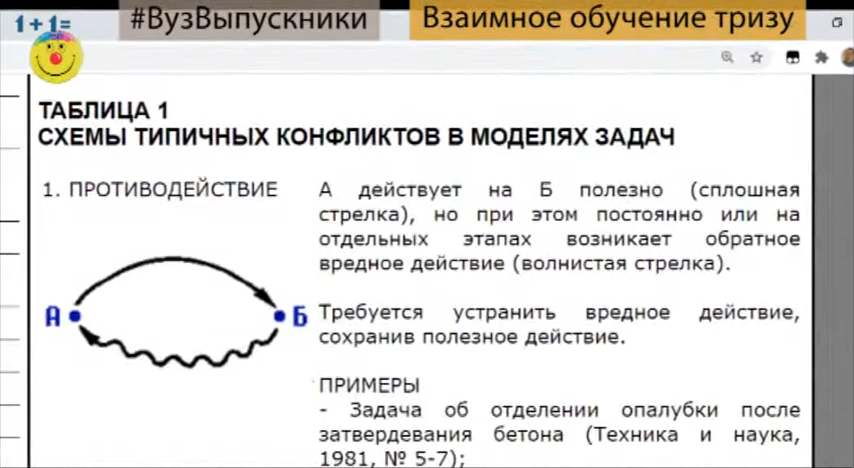 1+1=
#ВузВыпускники
Взаимное обучение тризу
ТАБЛИЦА 1
СХЕМЫ ТИПИЧНЫХ КОНФЛИКТОВ В МОДЕЛЯХ ЗАДАЧ
1. ПРОТИВОДЕЙСТВИЕ
А действует на Б полезно (сплошная
стрелка), но при этом постоянно или на
отдельных этапах возникает обратное
вредное действие (волнистая стрелка).
Требуется устранить вредное действие,
сохранив полезное действие.
А
Б
ПРИМЕРЫ
- Задача об отделении опалубки после
затвердевания бетона (Техника и наука,
1981, № 5-7);